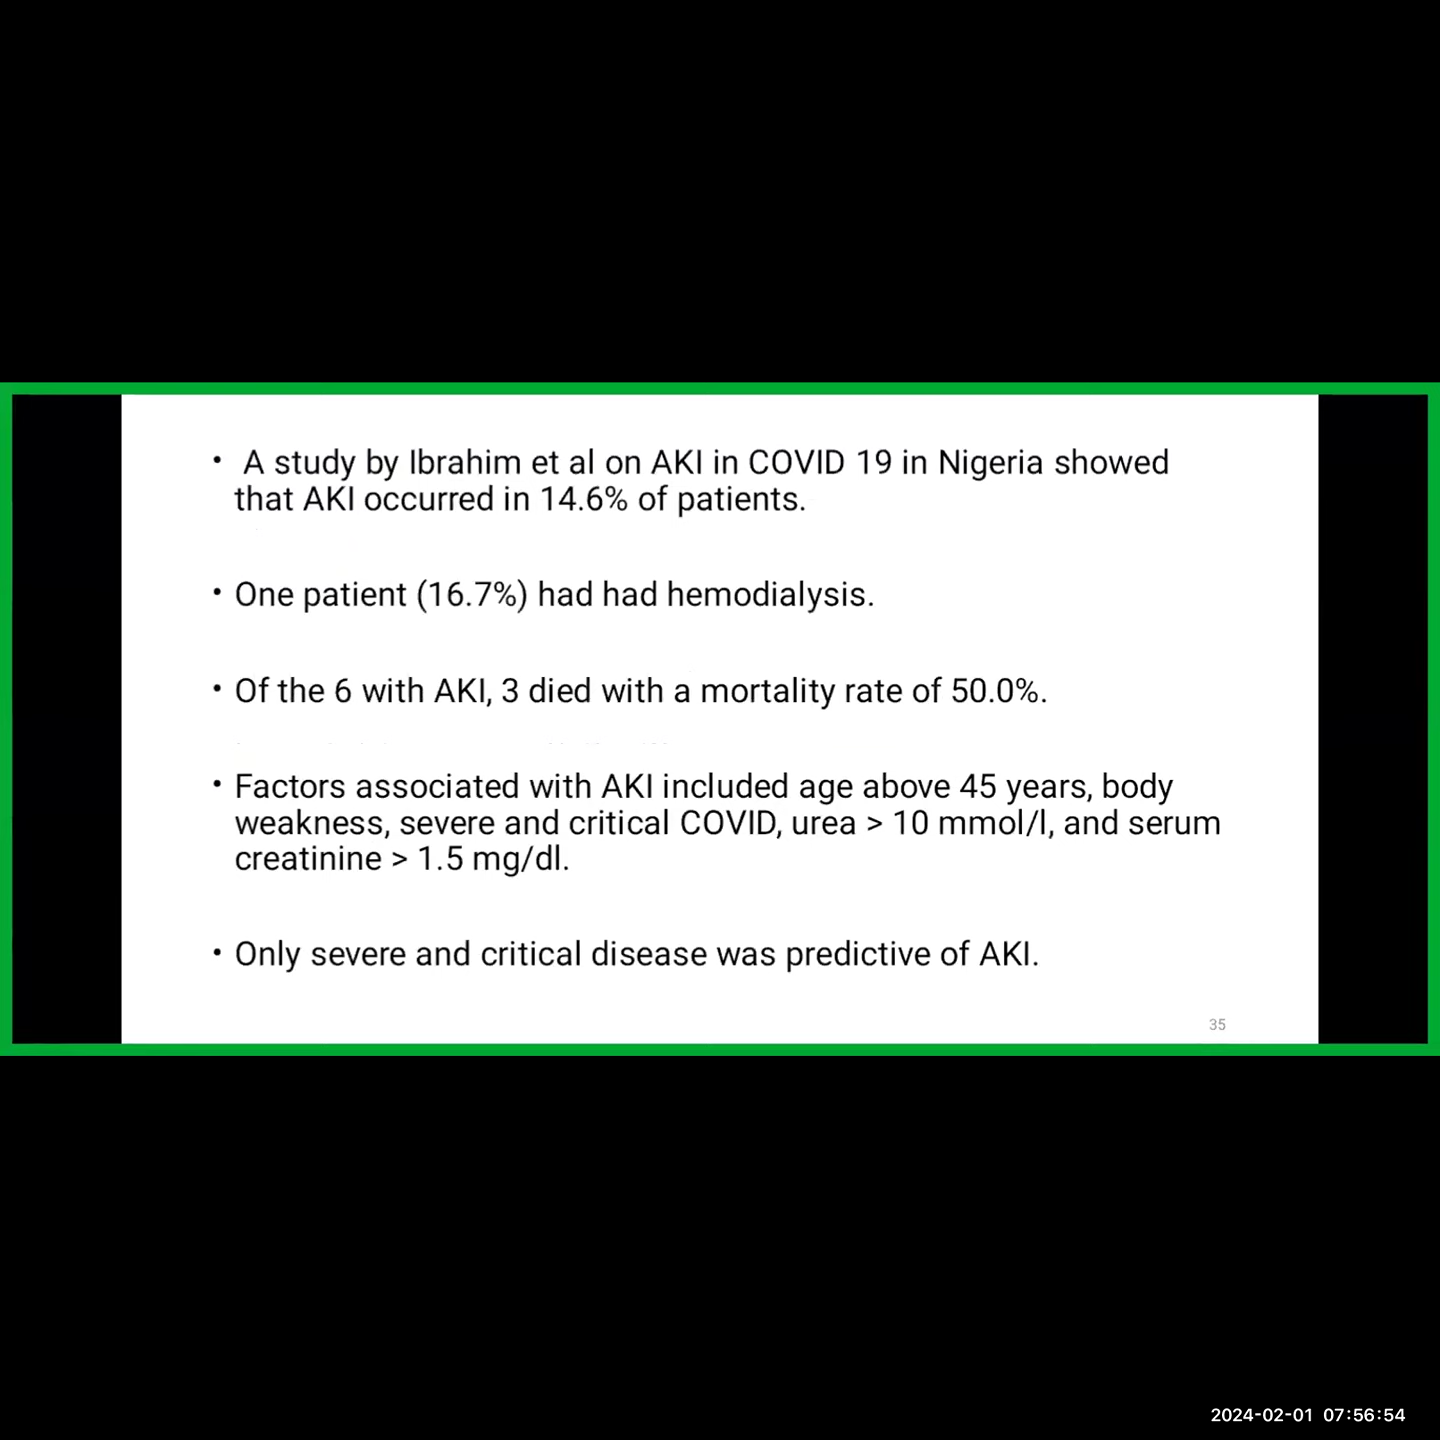 • A study by Ibrahim et al on AKI in COVID 19 in Nigeria showed
that AKI occurred in 14.6% of patients.
• One patient (16.7%) had had hemodialysis.
• Of the 6 with AKI, 3 died with a mortality rate of 50.0%.
• Factors associated with AKI included age above 45 years, body
weakness, severe and critical COVID, urea > 10 mmol/l, and serum
creatinine > 1.5 mg/dl.
• Only severe and critical disease was predictive of AKI.
35
2024-02-01 07:56:54